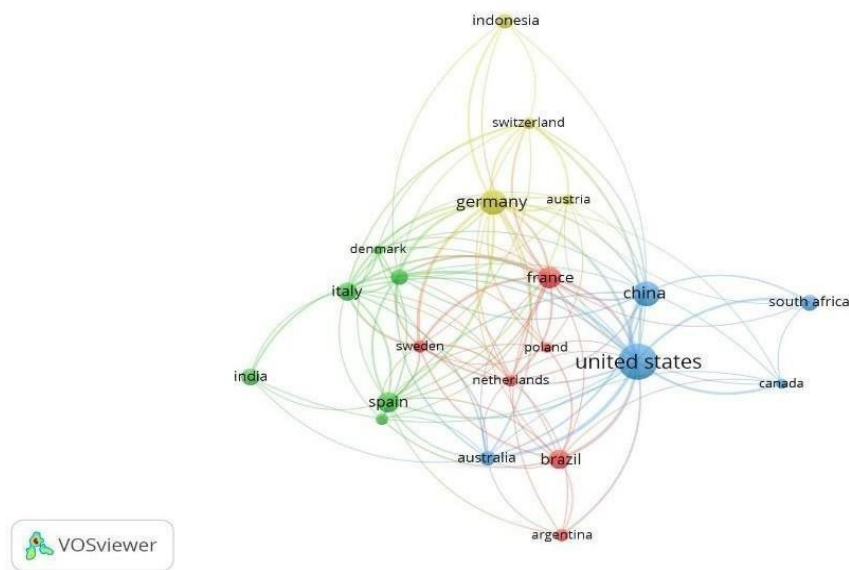 indonesia
switzerland
germany
austria
denmark
france
italy
china
south africa
sweden
poland
united states
india
netherlands
canada
spain
australia
brazil
argentina
VOSviewer